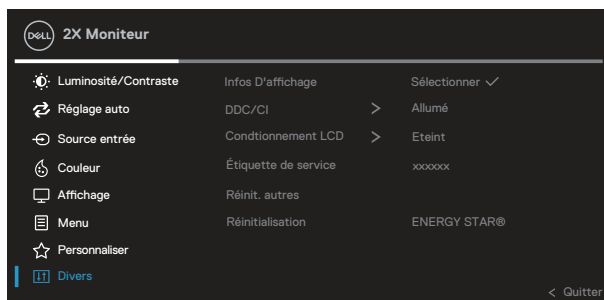 DELL 2X Moniteur
Luminosité/Contraste Infos D'affichage Sélectionner ✓
Réglage auto DDC/CI > Allumé
Source entrée Condtionnement LCD > Eteint
Couleur Étiquette de service xxxxxx
Affichage Réinit. autres
Menu Réinitialisation ENERGY STAR®
Personnaliser
Divers
< Quitter